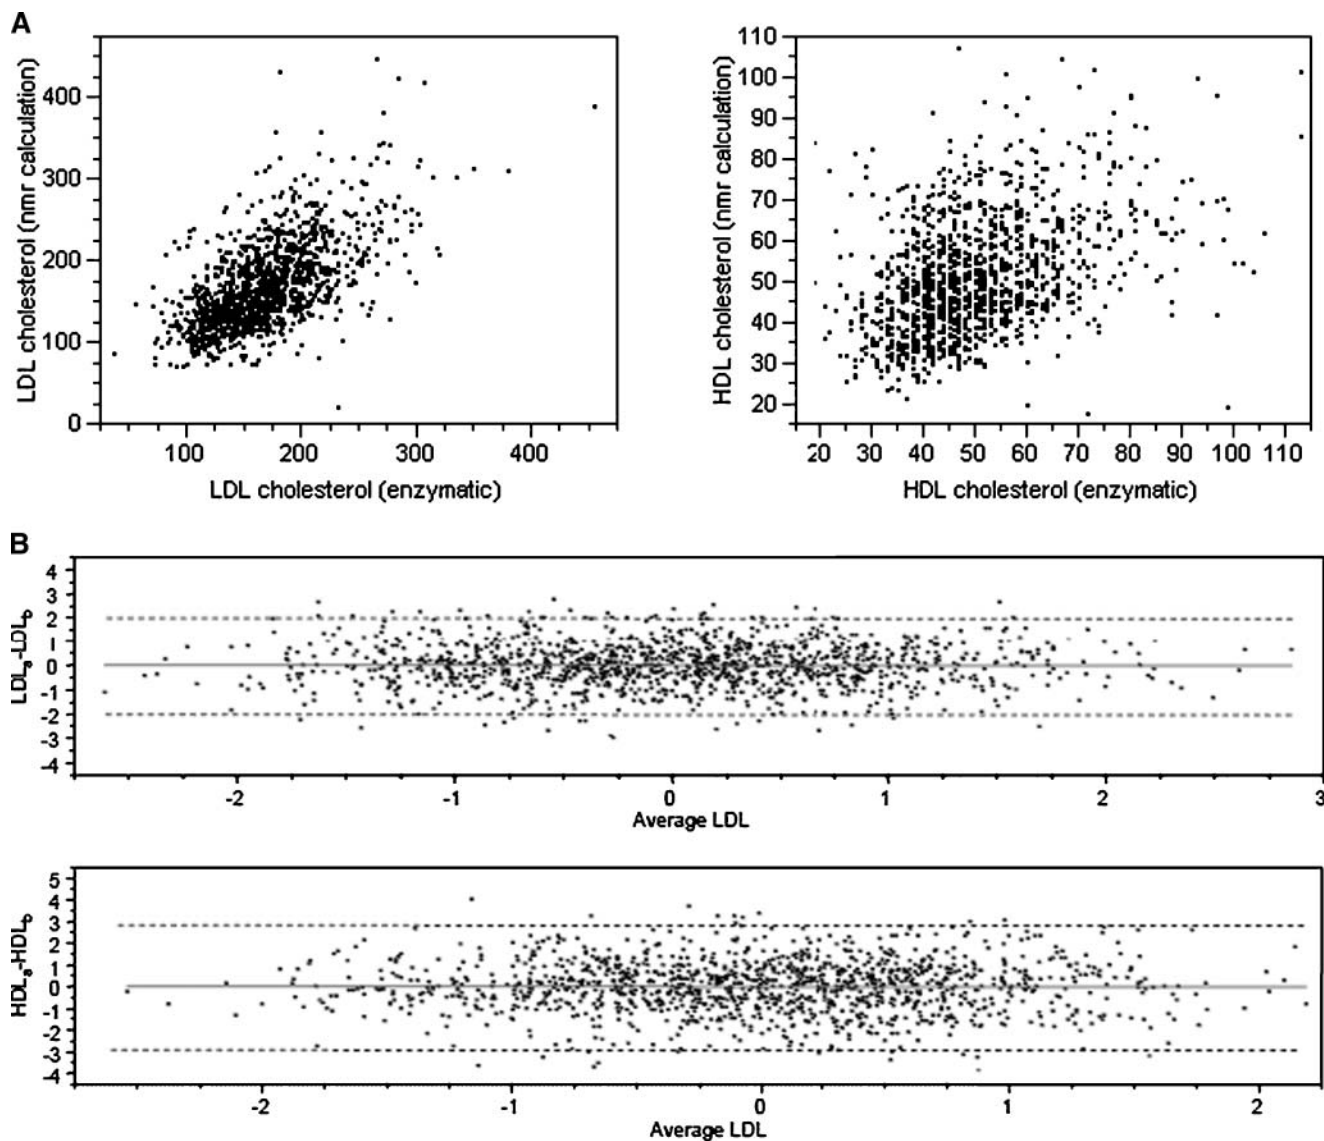 A
LDL cholesterol (nmr calculation)
400
300
200
100
0
100 200 300 400
LDL cholesterol (enzymatic)
HDL cholesterol (nmr calculation)
110
100
90
80
70
60
50
40
30
20
20 30 40 50 60 70 80 90 100 110
HDL cholesterol (enzymatic)
B
LDLa-LDLb
4
3
2
1
0
-1
-2
-3
-4
-2 -1 0 1 2 3
Average LDL
HDLa-HDLb
5
4
3
2
1
0
-1
-2
-3
-4
-2 -1 0 1 2
Average LDL